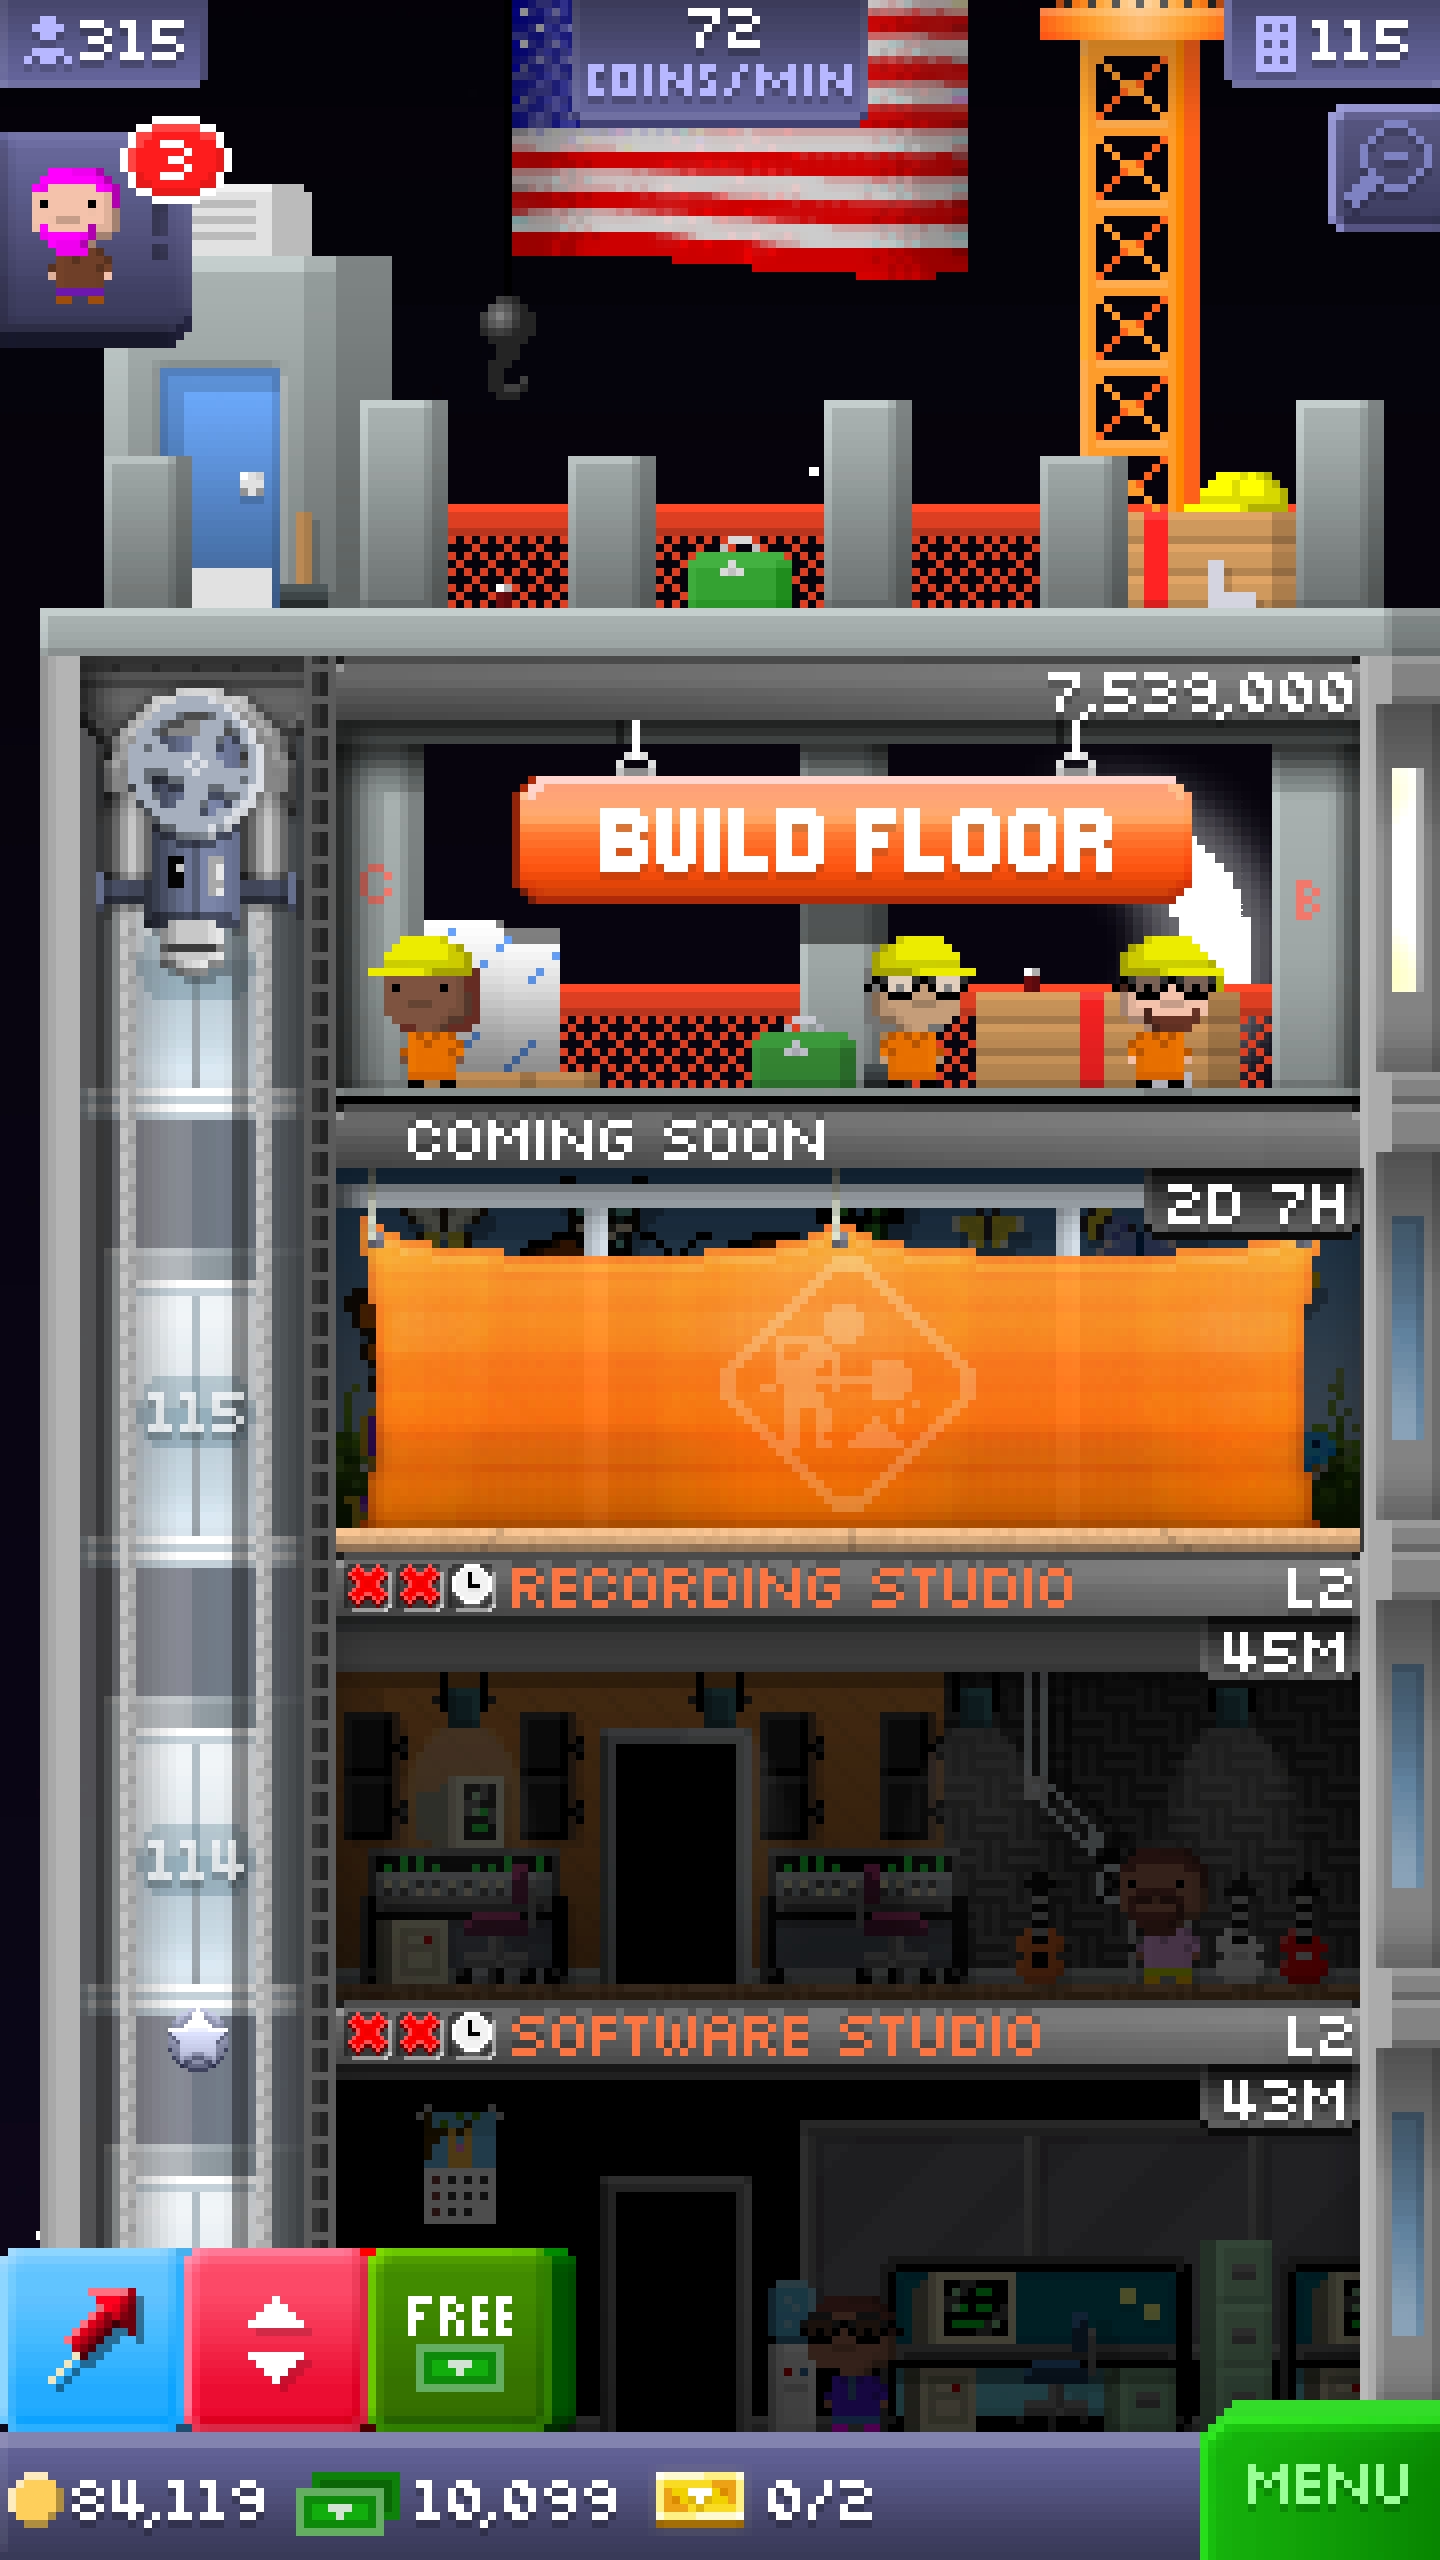 315
72
COINS/MIN
115
3
7,539,000
BUILD FLOOR
C
B
COMING SOON
2D 7H
115
RECORDING STUDIO L2
45M
114
SOFTWARE STUDIO L2
43M
FREE
84,119 10,099 0/2
MENU